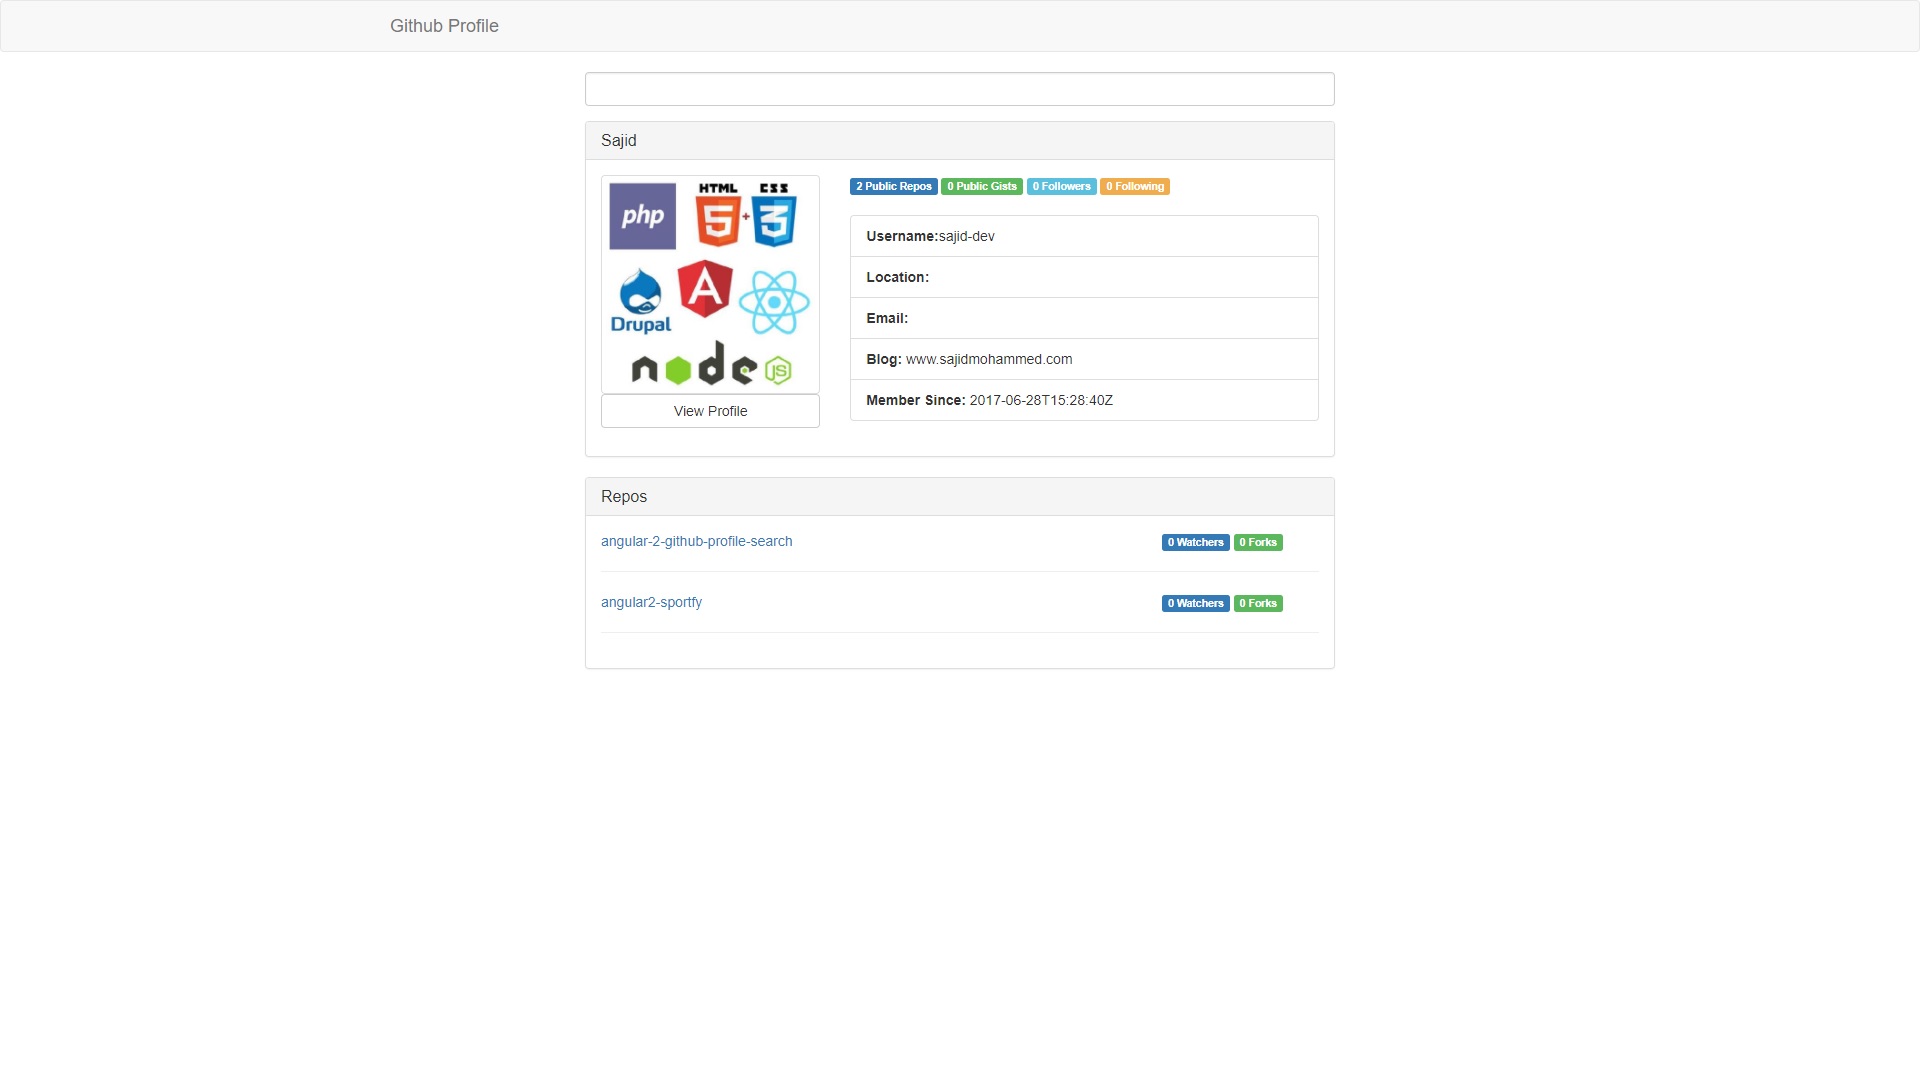 Github Profile
Sajid
php
HTML CSS
5 + 3
Drupal
A
node JS
View Profile
2 Public Repos 0 Public Gists 0 Followers 0 Following
Username:sajid-dev
Location:
Email:
Blog: www.sajidmohammed.com
Member Since: 2017-06-28T15:28:40Z
Repos
angular-2-github-profile-search 0 Watchers 0 Forks
angular2-sportfy 0 Watchers 0 Forks